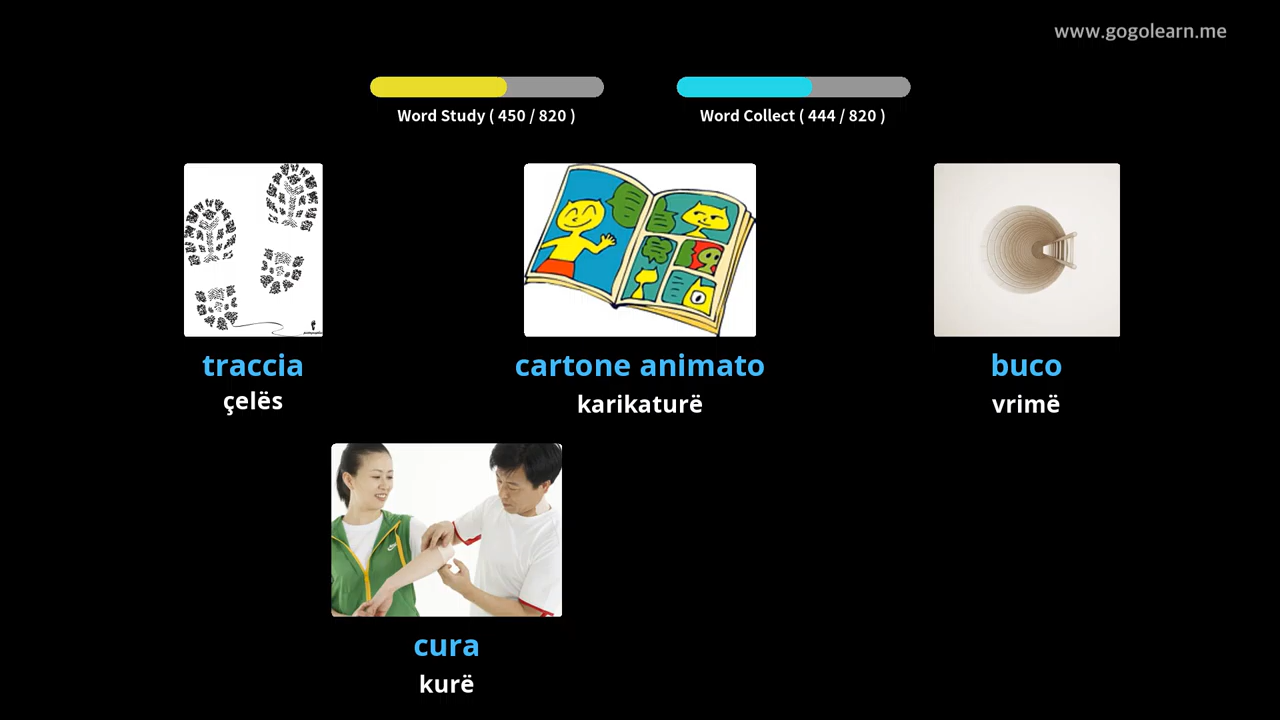 www.gogolearn.me
Word Study ( 450 / 820 )
Word Collect ( 444 / 820 )
traccia
çelës
cartone animato
karikaturë
buco
vrimë
cura
kurë